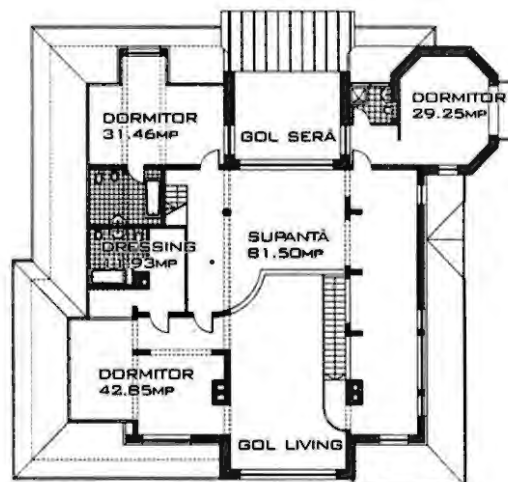 DORMITOR
31.46MP
GOL SERĂ
DORMITOR
29.25MP
DRESSING
11.93MP
SUPANTĂ
81.50MP
DORMITOR
42.85MP
GOL LIVING